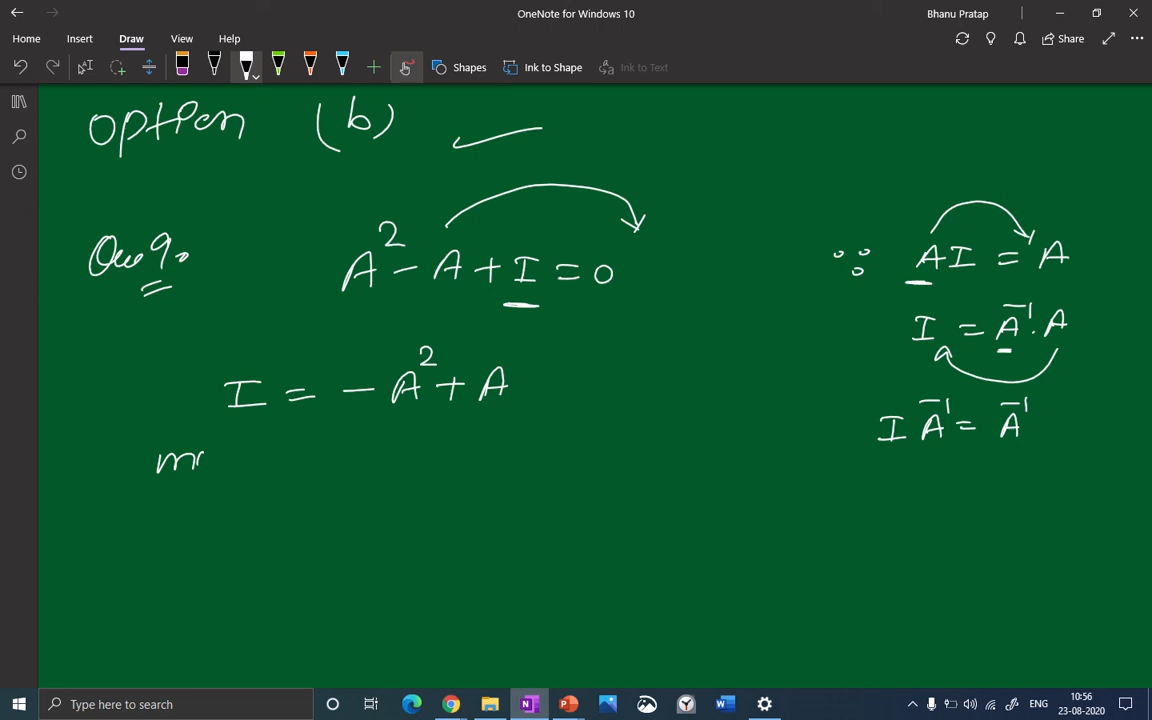 OneNote for Windows 10
Bhanu Pratap
Home Insert Draw View Help
Share
Shapes
Ink to Shape
Ink to Text
option (b)
Que 9.
A² - A + I = 0
I = -A² + A
AI = A
I = A⁻¹. A
I A⁻¹ = A⁻¹
Type here to search
ENG
10:56
23-08-2020